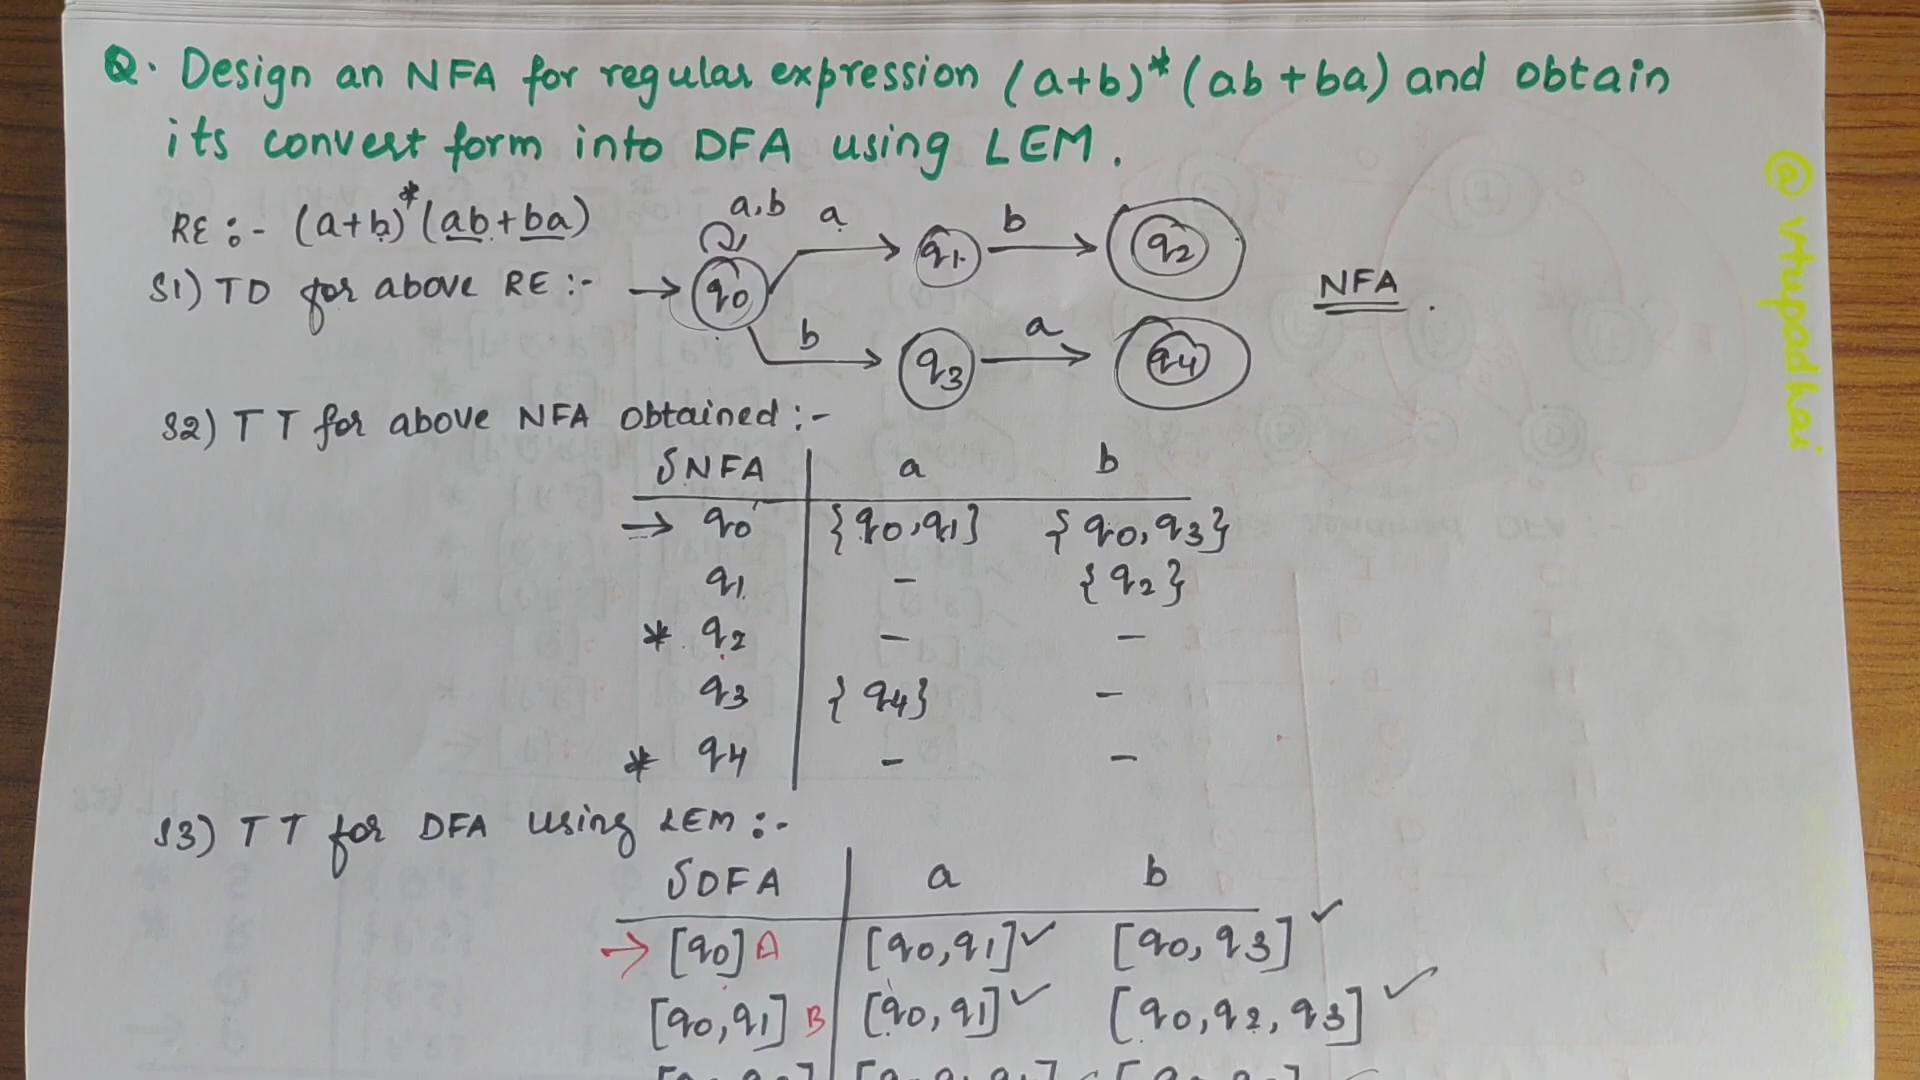 Q. Design an NFA for regular expression (a+b)*(ab+ba) and obtain
its convert form into DFA using LEM.
RE :- (a+b)*(ab+ba)
S1) TD for above RE :-
→ q0 a,b a q1 b q2
b q3 a q4
NFA.
S2) TT for above NFA obtained :-
δNFA a b
→ q0 {q0,q1} {q0,q3}
q1 - {q2}
* q2 - -
q3 {q4} -
* q4 - -
S3) TT for DFA using LEM :-
δDFA a b
→ [q0] A [q0,q1] ✓ [q0,q3] ✓
[q0,q1] B [q0,q1] ✓ [q0,q2,q3] ✓
@vtupadhai